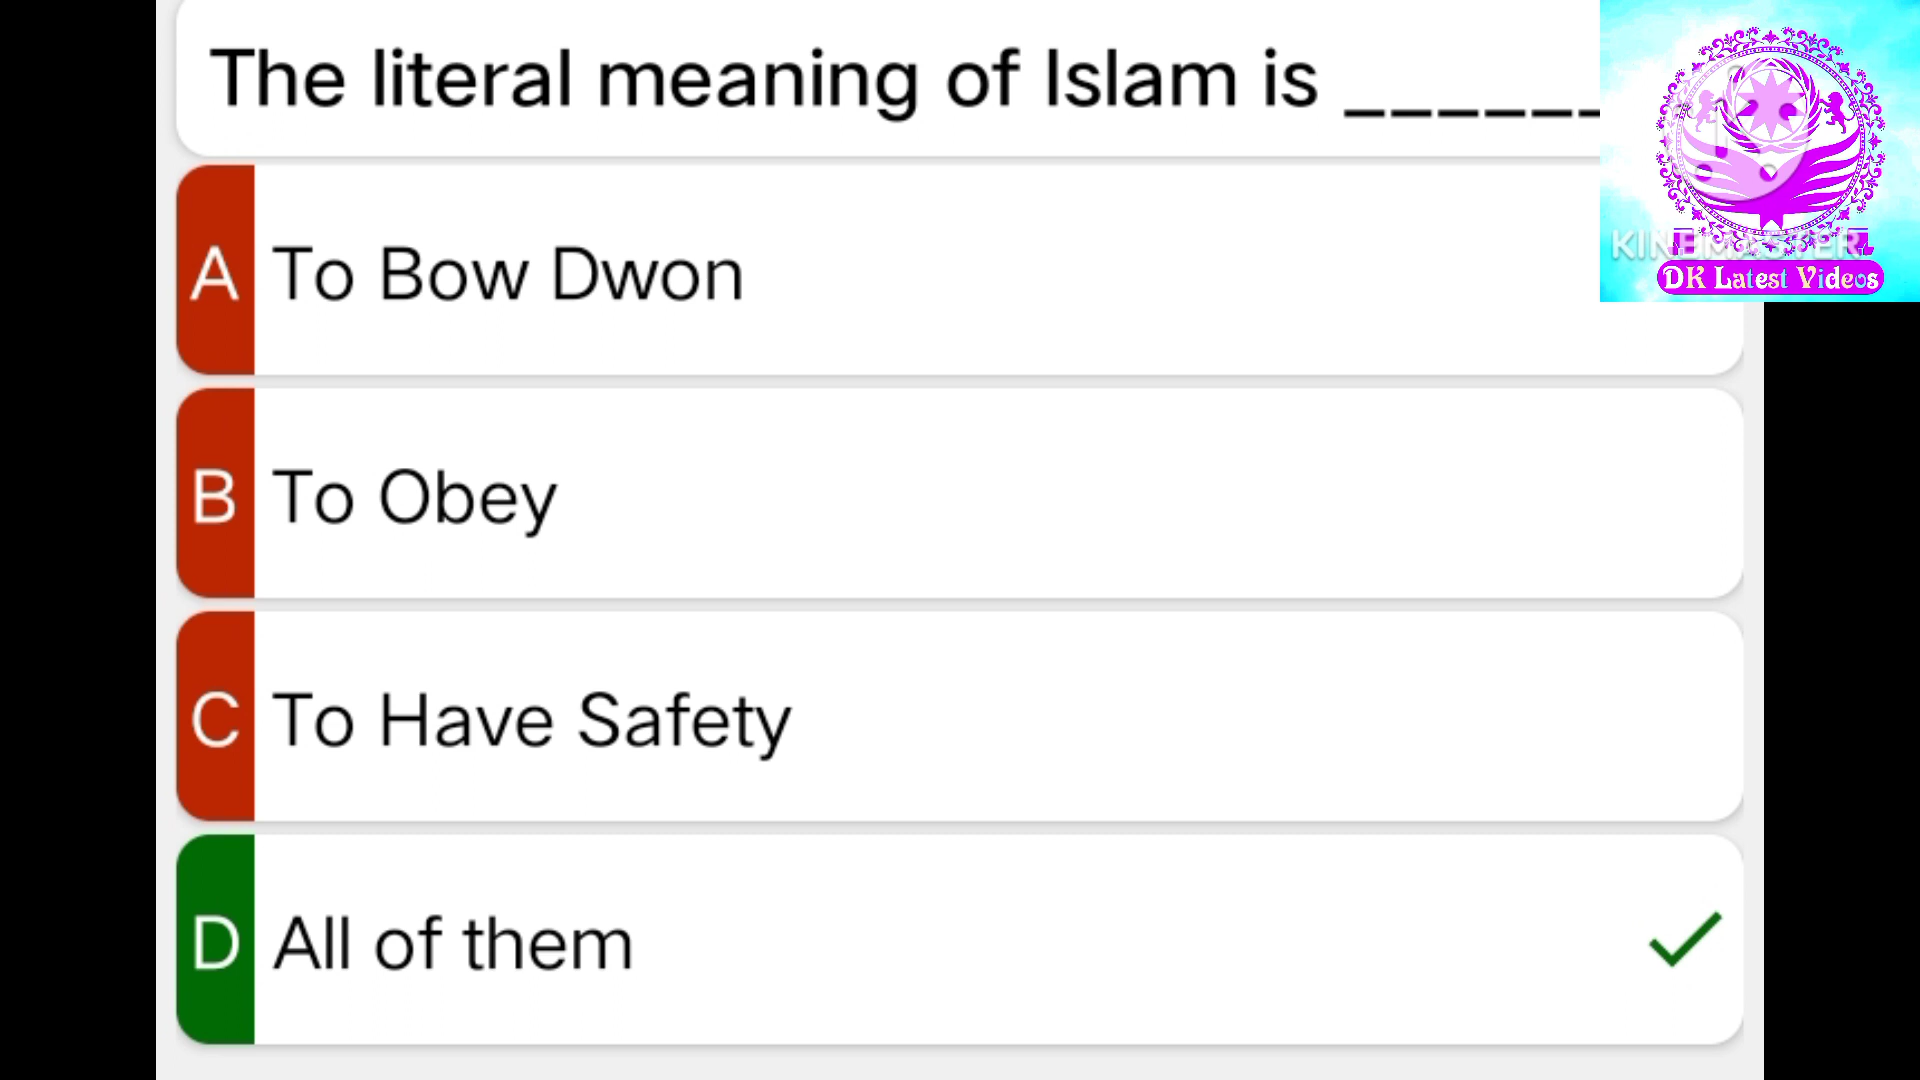 The literal meaning of Islam is ______
A To Bow Dwon
B To Obey
C To Have Safety
D All of them
KINEMASTER
DK Latest Videos